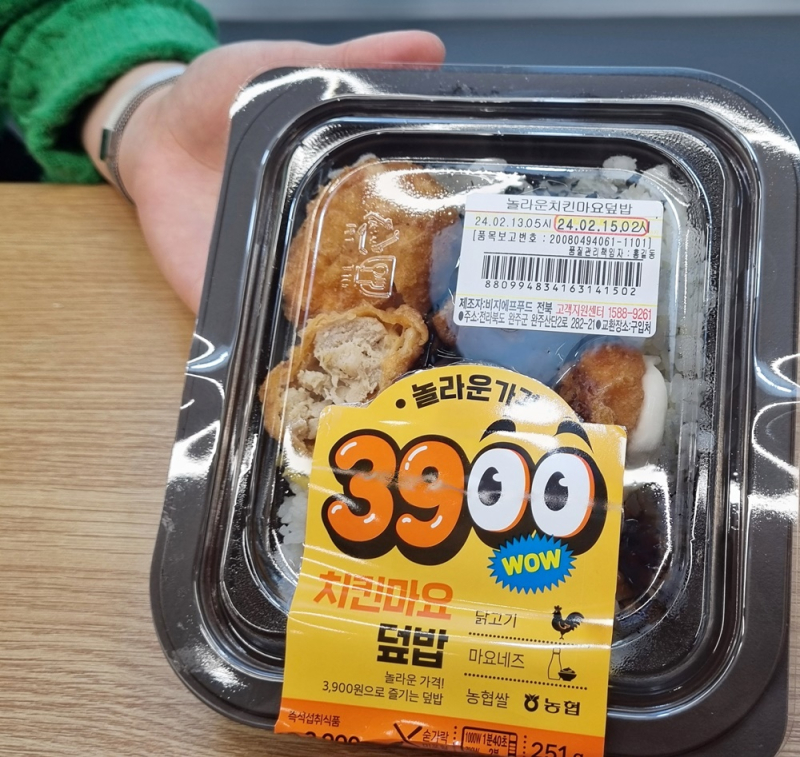 놀라운치킨마요덮밥
24.02.13.05시 24.02.15.02시
[품목보고번호 : 20080494061-1101]
품질관리책임자 : 홍길동
880994834163141502
제조자:비지에프푸드 전북 고객지원센터 1588-9261
●주소:전라북도 완주군 완주산단2로 282-21●교환장소:구입처
• 놀라운가격
3900
WOW
치킨마요
덮밥
닭고기
마요네즈
농협쌀 농협
놀라운 가격!
3,900원으로 즐기는 덮밥
즉석섭취식품
숟가락
1000W 1분40초
251g